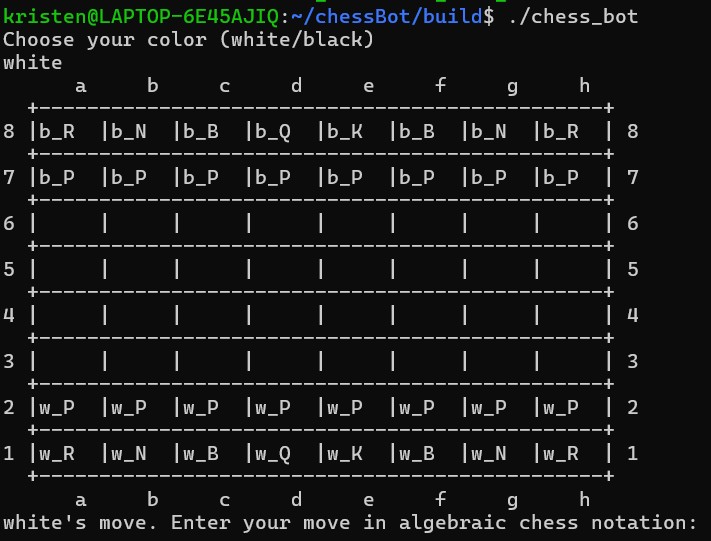 kristen@LAPTOP-6E45AJIQ:~/chessBot/build$ ./chess_bot
Choose your color (white/black)
white
      a     b     c     d     e     f     g     h
  +-----------------------------------------------+
8 |b_R  |b_N  |b_B  |b_Q  |b_K  |b_B  |b_N  |b_R  | 8
  +-----------------------------------------------+
7 |b_P  |b_P  |b_P  |b_P  |b_P  |b_P  |b_P  |b_P  | 7
  +-----------------------------------------------+
6 |     |     |     |     |     |     |     |     | 6
  +-----------------------------------------------+
5 |     |     |     |     |     |     |     |     | 5
  +-----------------------------------------------+
4 |     |     |     |     |     |     |     |     | 4
  +-----------------------------------------------+
3 |     |     |     |     |     |     |     |     | 3
  +-----------------------------------------------+
2 |w_P  |w_P  |w_P  |w_P  |w_P  |w_P  |w_P  |w_P  | 2
  +-----------------------------------------------+
1 |w_R  |w_N  |w_B  |w_Q  |w_K  |w_B  |w_N  |w_R  | 1
  +-----------------------------------------------+
      a     b     c     d     e     f     g     h
white's move. Enter your move in algebraic chess notation: